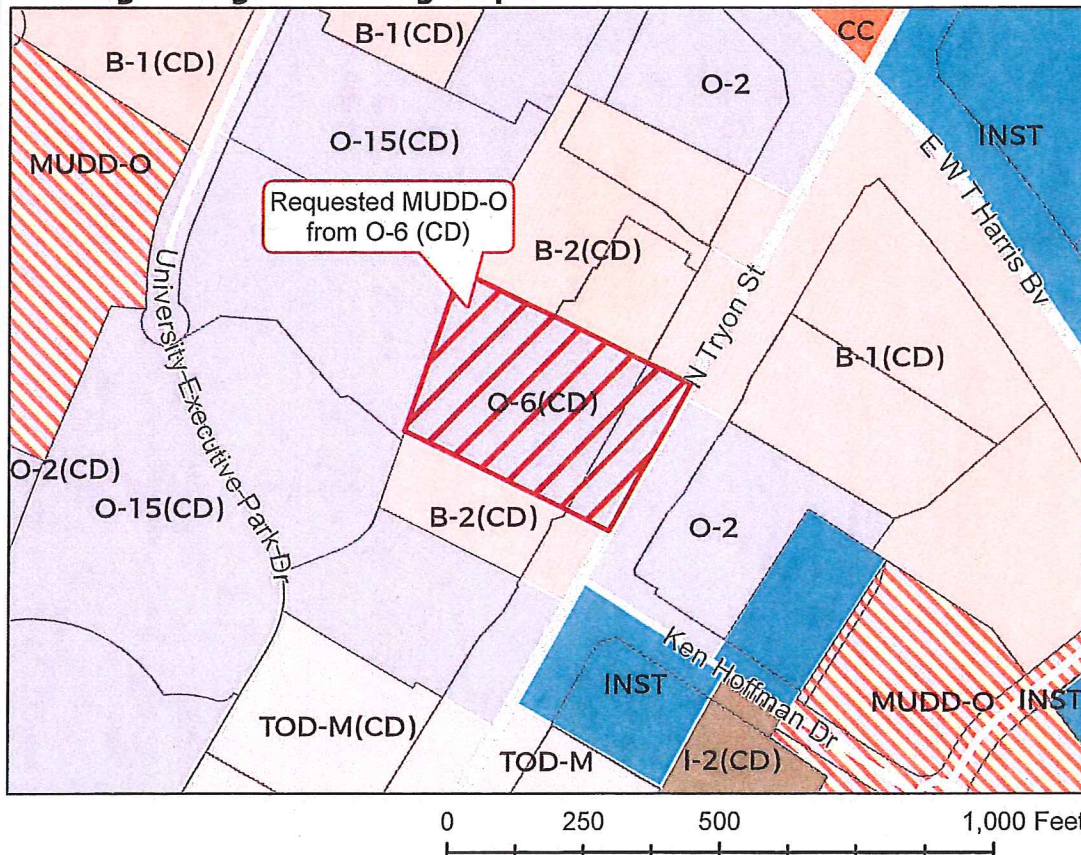 B-1(CD)
CC
B-1(CD)
O-2
INST
O-15(CD)
MUDD-O
E W T Harris Bv
Requested MUDD-O
from O-6 (CD)
B-2(CD)
University Executive Park Dr
N Tryon St
B-1(CD)
O-6(CD)
O-2(CD)
O-15(CD)
B-2(CD)
O-2
Ken Hoffman Dr
INST
MUDD-O
INST
TOD-M(CD)
TOD-M
I-2(CD)
0 250 500 1,000 Feet